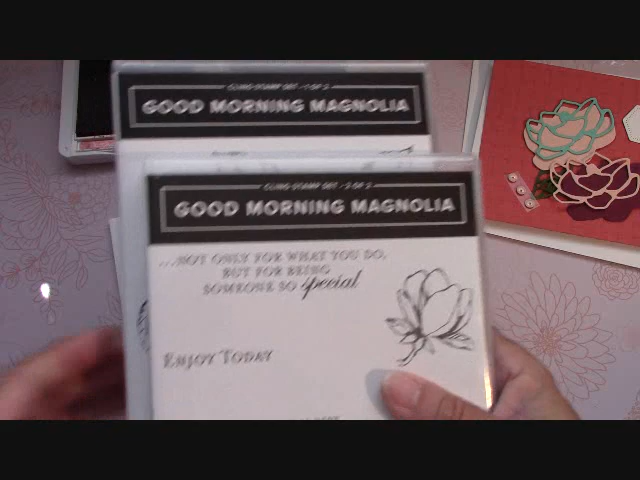 CLING STAMP SET - 1 OF 2
GOOD MORNING MAGNOLIA
CLING STAMP SET - 2 OF 2
GOOD MORNING MAGNOLIA
...NOT ONLY FOR WHAT YOU DO,
BUT FOR BEING
SOMEONE SO special
ENJOY TODAY